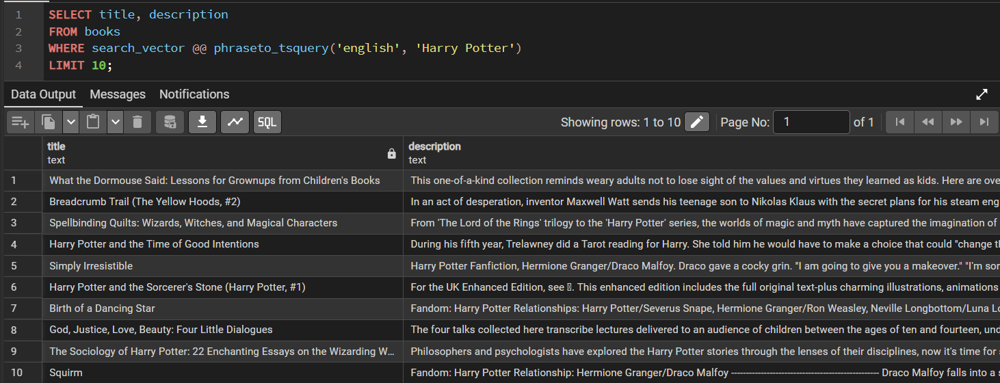 1 SELECT title, description
2 FROM books
3 WHERE search_vector @@ phraseto_tsquery('english', 'Harry Potter')
4 LIMIT 10;
Data Output Messages Notifications
SQL Showing rows: 1 to 10 Page No: 1 of 1
title description
text text
1 What the Dormouse Said: Lessons for Grownups from Children's Books This one-of-a-kind collection reminds weary adults not to lose sight of the values and virtues they learned as kids. Here are ove
2 Breadcrumb Trail (The Yellow Hoods, #2) In an act of desperation, inventor Maxwell Watt sends his teenage son to Nikolas Klaus with the secret plans for his steam eng
3 Spellbinding Quilts: Wizards, Witches, and Magical Characters From 'The Lord of the Rings' trilogy to the 'Harry Potter' series, the worlds of magic and myth have captured the imagination of
4 Harry Potter and the Time of Good Intentions During his fifth year, Trelawney did a Tarot reading for Harry. She told him he would have to make a choice that could "change t
5 Simply Irresistible Harry Potter Fanfiction, Hermione Granger/Draco Malfoy. Draco gave a cocky grin. "I am going to give you a makeover." "I'm sor
6 Harry Potter and the Sorcerer's Stone (Harry Potter, #1) For the UK Enhanced Edition, see . This enhanced edition includes the full original text-plus charming illustrations, animations
7 Birth of a Dancing Star Fandom: Harry Potter Relationships: Harry Potter/Severus Snape, Hermione Granger/Ron Weasley, Neville Longbottom/Luna Lo
8 God, Justice, Love, Beauty: Four Little Dialogues The four talks collected here transcribe lectures delivered to an audience of children between the ages of ten and fourteen, und
9 The Sociology of Harry Potter: 22 Enchanting Essays on the Wizarding W... Philosophers and psychologists have explored the Harry Potter stories through the lenses of their disciplines, now it's time for
10 Squirm Fandom: Harry Potter Relationship: Hermione Granger/Draco Malfoy ------------------------------------------------ Draco Malfoy falls into a